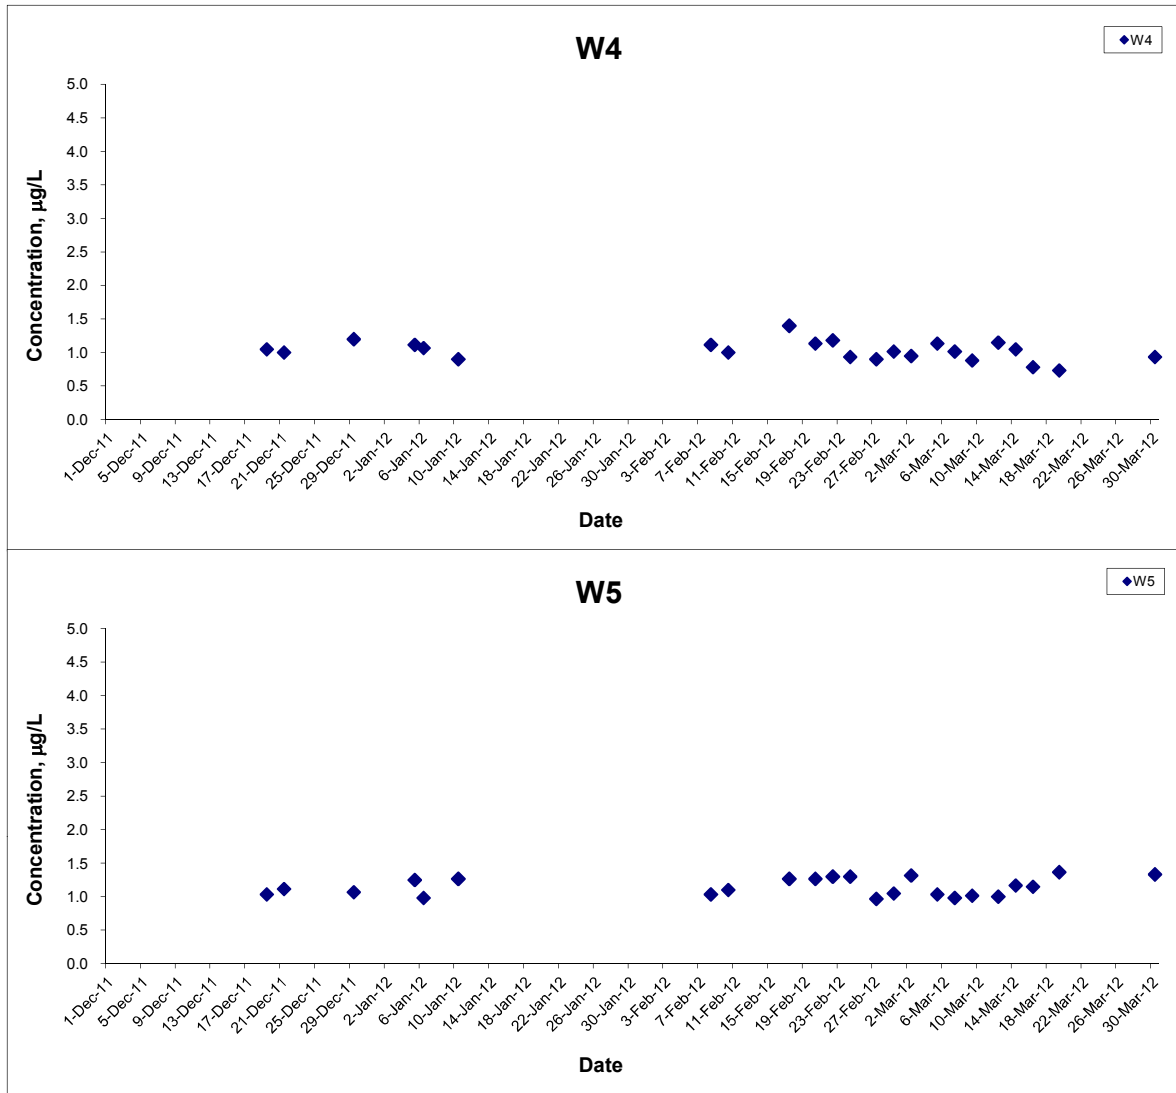 W4
W4
5.0
4.5
4.0
3.5
3.0
2.5
2.0
1.5
1.0
0.5
0.0
Concentration, µg/L
1-Dec-11 5-Dec-11 9-Dec-11 13-Dec-11 17-Dec-11 21-Dec-11 25-Dec-11 29-Dec-11 2-Jan-12 6-Jan-12 10-Jan-12 14-Jan-12 18-Jan-12 22-Jan-12 26-Jan-12 30-Jan-12 3-Feb-12 7-Feb-12 11-Feb-12 15-Feb-12 19-Feb-12 23-Feb-12 27-Feb-12 2-Mar-12 6-Mar-12 10-Mar-12 14-Mar-12 18-Mar-12 22-Mar-12 26-Mar-12 30-Mar-12
Date
W5
W5
5.0
4.5
4.0
3.5
3.0
2.5
2.0
1.5
1.0
0.5
0.0
Concentration, µg/L
1-Dec-11 5-Dec-11 9-Dec-11 13-Dec-11 17-Dec-11 21-Dec-11 25-Dec-11 29-Dec-11 2-Jan-12 6-Jan-12 10-Jan-12 14-Jan-12 18-Jan-12 22-Jan-12 26-Jan-12 30-Jan-12 3-Feb-12 7-Feb-12 11-Feb-12 15-Feb-12 19-Feb-12 23-Feb-12 27-Feb-12 2-Mar-12 6-Mar-12 10-Mar-12 14-Mar-12 18-Mar-12 22-Mar-12 26-Mar-12 30-Mar-12
Date